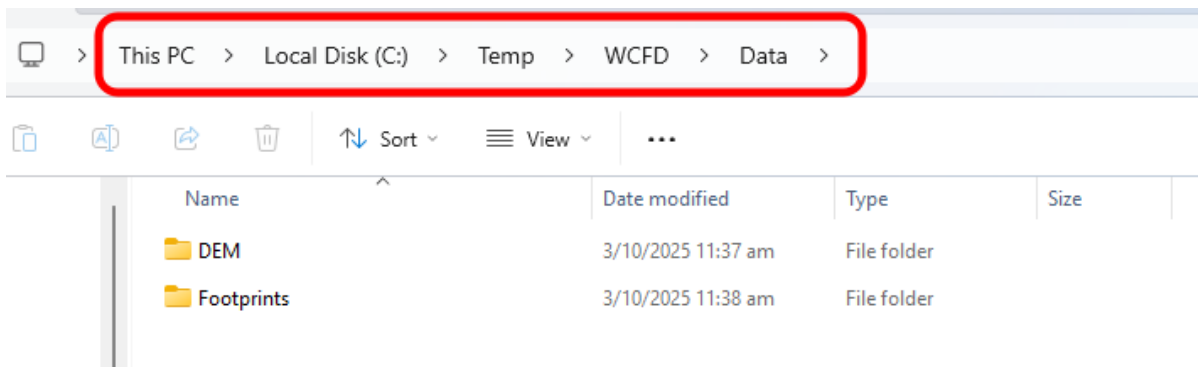 This PC > Local Disk (C:) > Temp > WCFD > Data >
Sort View ...
Name Date modified Type Size
DEM 3/10/2025 11:37 am File folder
Footprints 3/10/2025 11:38 am File folder